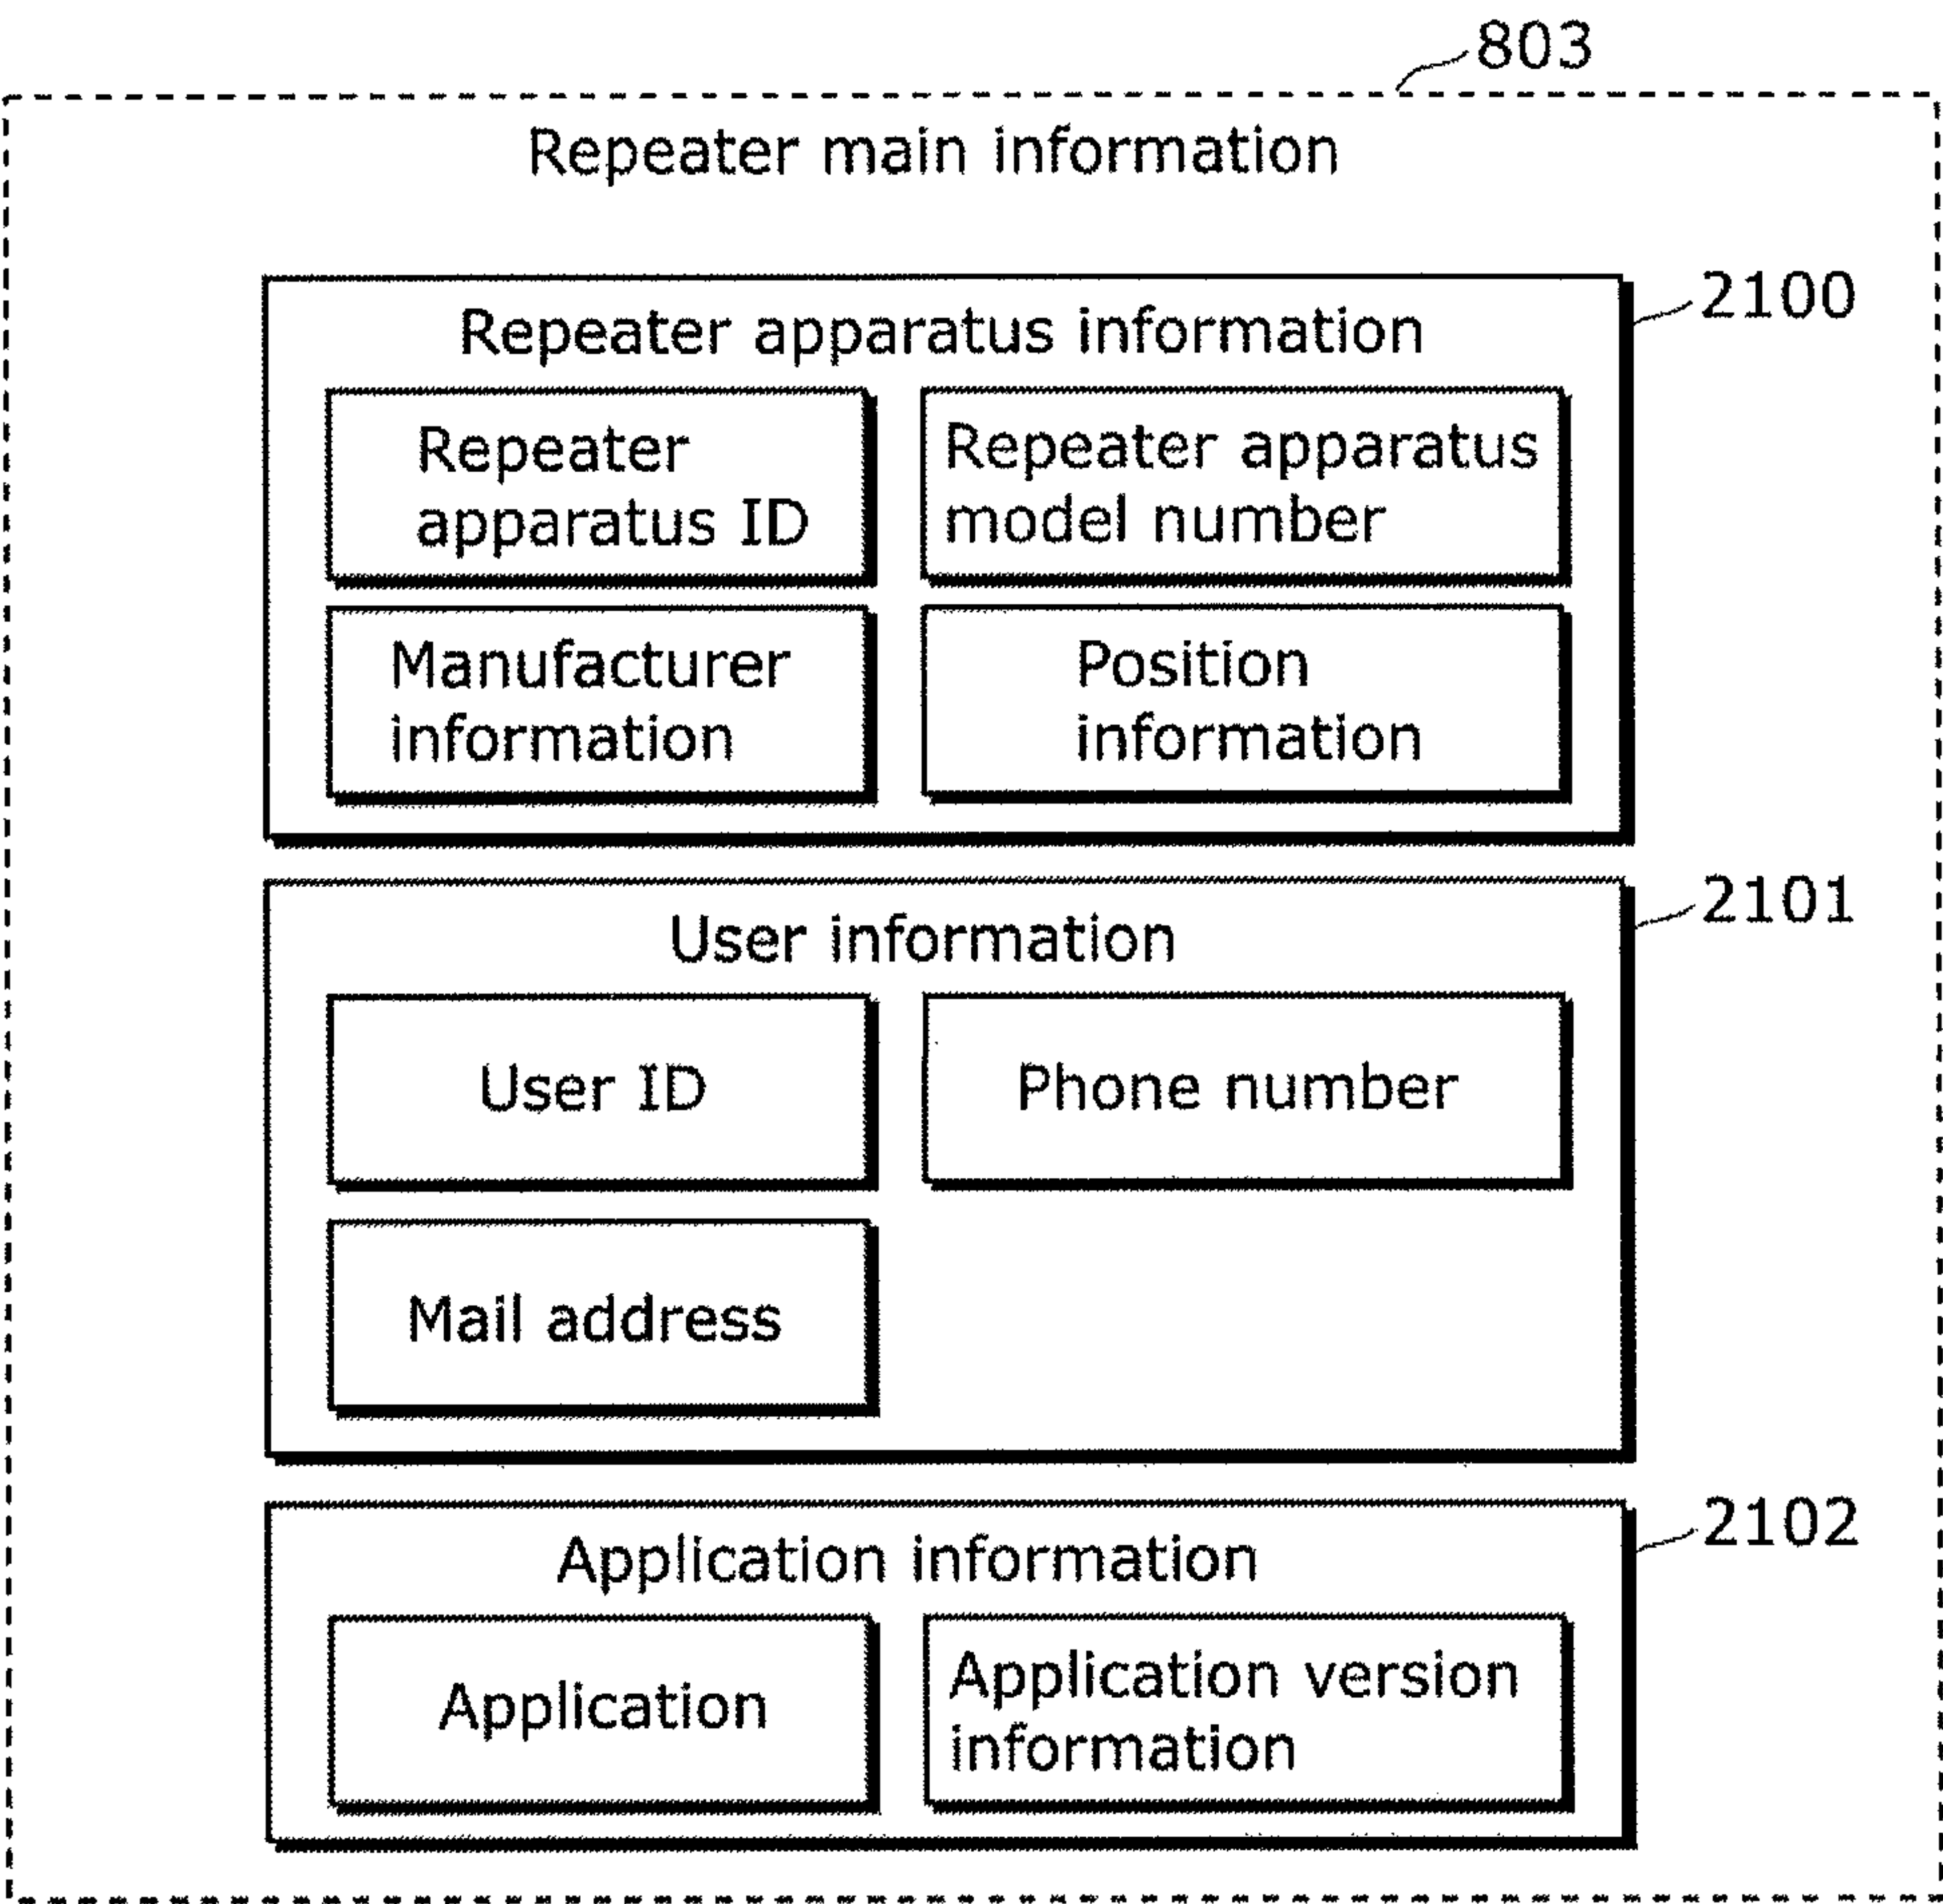 803
Repeater main information
2100
Repeater apparatus information
Repeater
apparatus ID
Repeater apparatus
model number
Manufacturer
information
Position
information
2101
User information
User ID
Phone number
Mail address
2102
Application information
Application
Application version
information